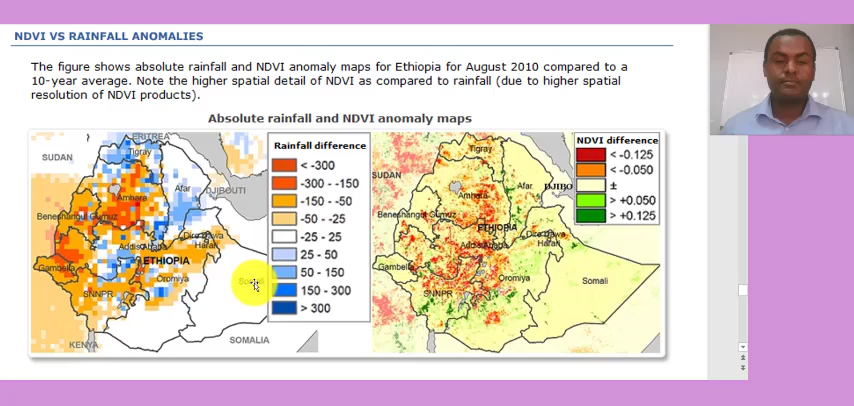 NDVI VS RAINFALL ANOMALIES
The figure shows absolute rainfall and NDVI anomaly maps for Ethiopia for August 2010 compared to a
10-year average. Note the higher spatial detail of NDVI as compared to rainfall (due to higher spatial
resolution of NDVI products).
Absolute rainfall and NDVI anomaly maps
ERITREA
SUDAN
Tigray
Afar
DJIBOUTI
Amhara
Beneshangul Gumuz
Dire Dawa
Harari
Addis Ababa
ETHIOPIA
Gambella
Oromiya
Somali
SNNPR
KENYA
SOMALIA
Rainfall difference
< -300
-300 - -150
-150 - -50
-50 - -25
-25 - 25
25 - 50
50 - 150
150 - 300
> 300
NDVI difference
< -0.125
< -0.050
±
> +0.050
> +0.125
SUDAN
Tigray
Afar
DJIBO
Amhara
Beneshangul Gumuz
ETHIOPIA
Dire Dawa
Harari
Addis Ababa
Gambella
Oromiya
Somali
SNNPR